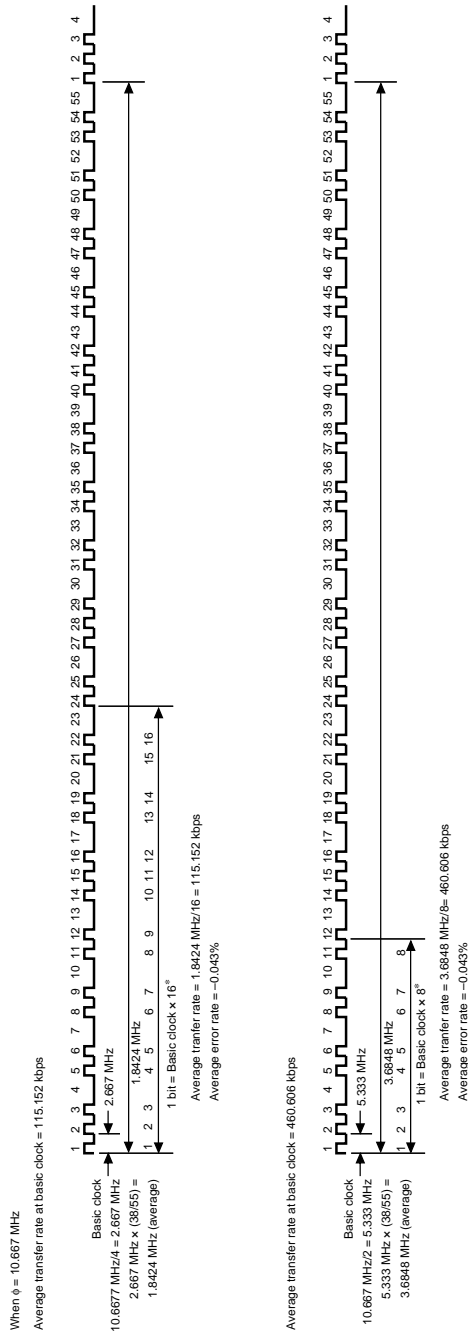 When ϕ = 10.667 MHz
Average transfer rate at basic clock = 115.152 kbps
1 2 3 4 5 6 7 8 9 10 11 12 13 14 15 16 17 18 19 20 21 22 23 24 25 26 27 28 29 30 31 32 33 34 35 36 37 38 39 40 41 42 43 44 45 46 47 48 49 50 51 52 53 54 55 1 2 3 4
Basic clock
10.6677 MHz/4 = 2.667 MHz
2.667 MHz × (38/55) =
1.8424 MHz (average)
2.667 MHz
1.8424 MHz
1 2 3 4 5 6 7 8 9 10 11 12 13 14 15 16
1 bit = Basic clock × 16*
Average tranfer rate = 1.8424 MHz/16 = 115.152 kbps
Average error rate = –0.043%
Average transfer rate at basic clock = 460.606 kbps
1 2 3 4 5 6 7 8 9 10 11 12 13 14 15 16 17 18 19 20 21 22 23 24 25 26 27 28 29 30 31 32 33 34 35 36 37 38 39 40 41 42 43 44 45 46 47 48 49 50 51 52 53 54 55 1 2 3 4
Basic clock
10.667 MHz/2 = 5.333 MHz
5.333 MHz × (38/55) =
3.6848 MHz (average)
5.333 MHz
3.6848 MHz
1 2 3 4 5 6 7 8
1 bit = Basic clock × 8*
Average tranfer rate = 3.6848 MHz/8= 460.606 kbps
Average error rate = –0.043%